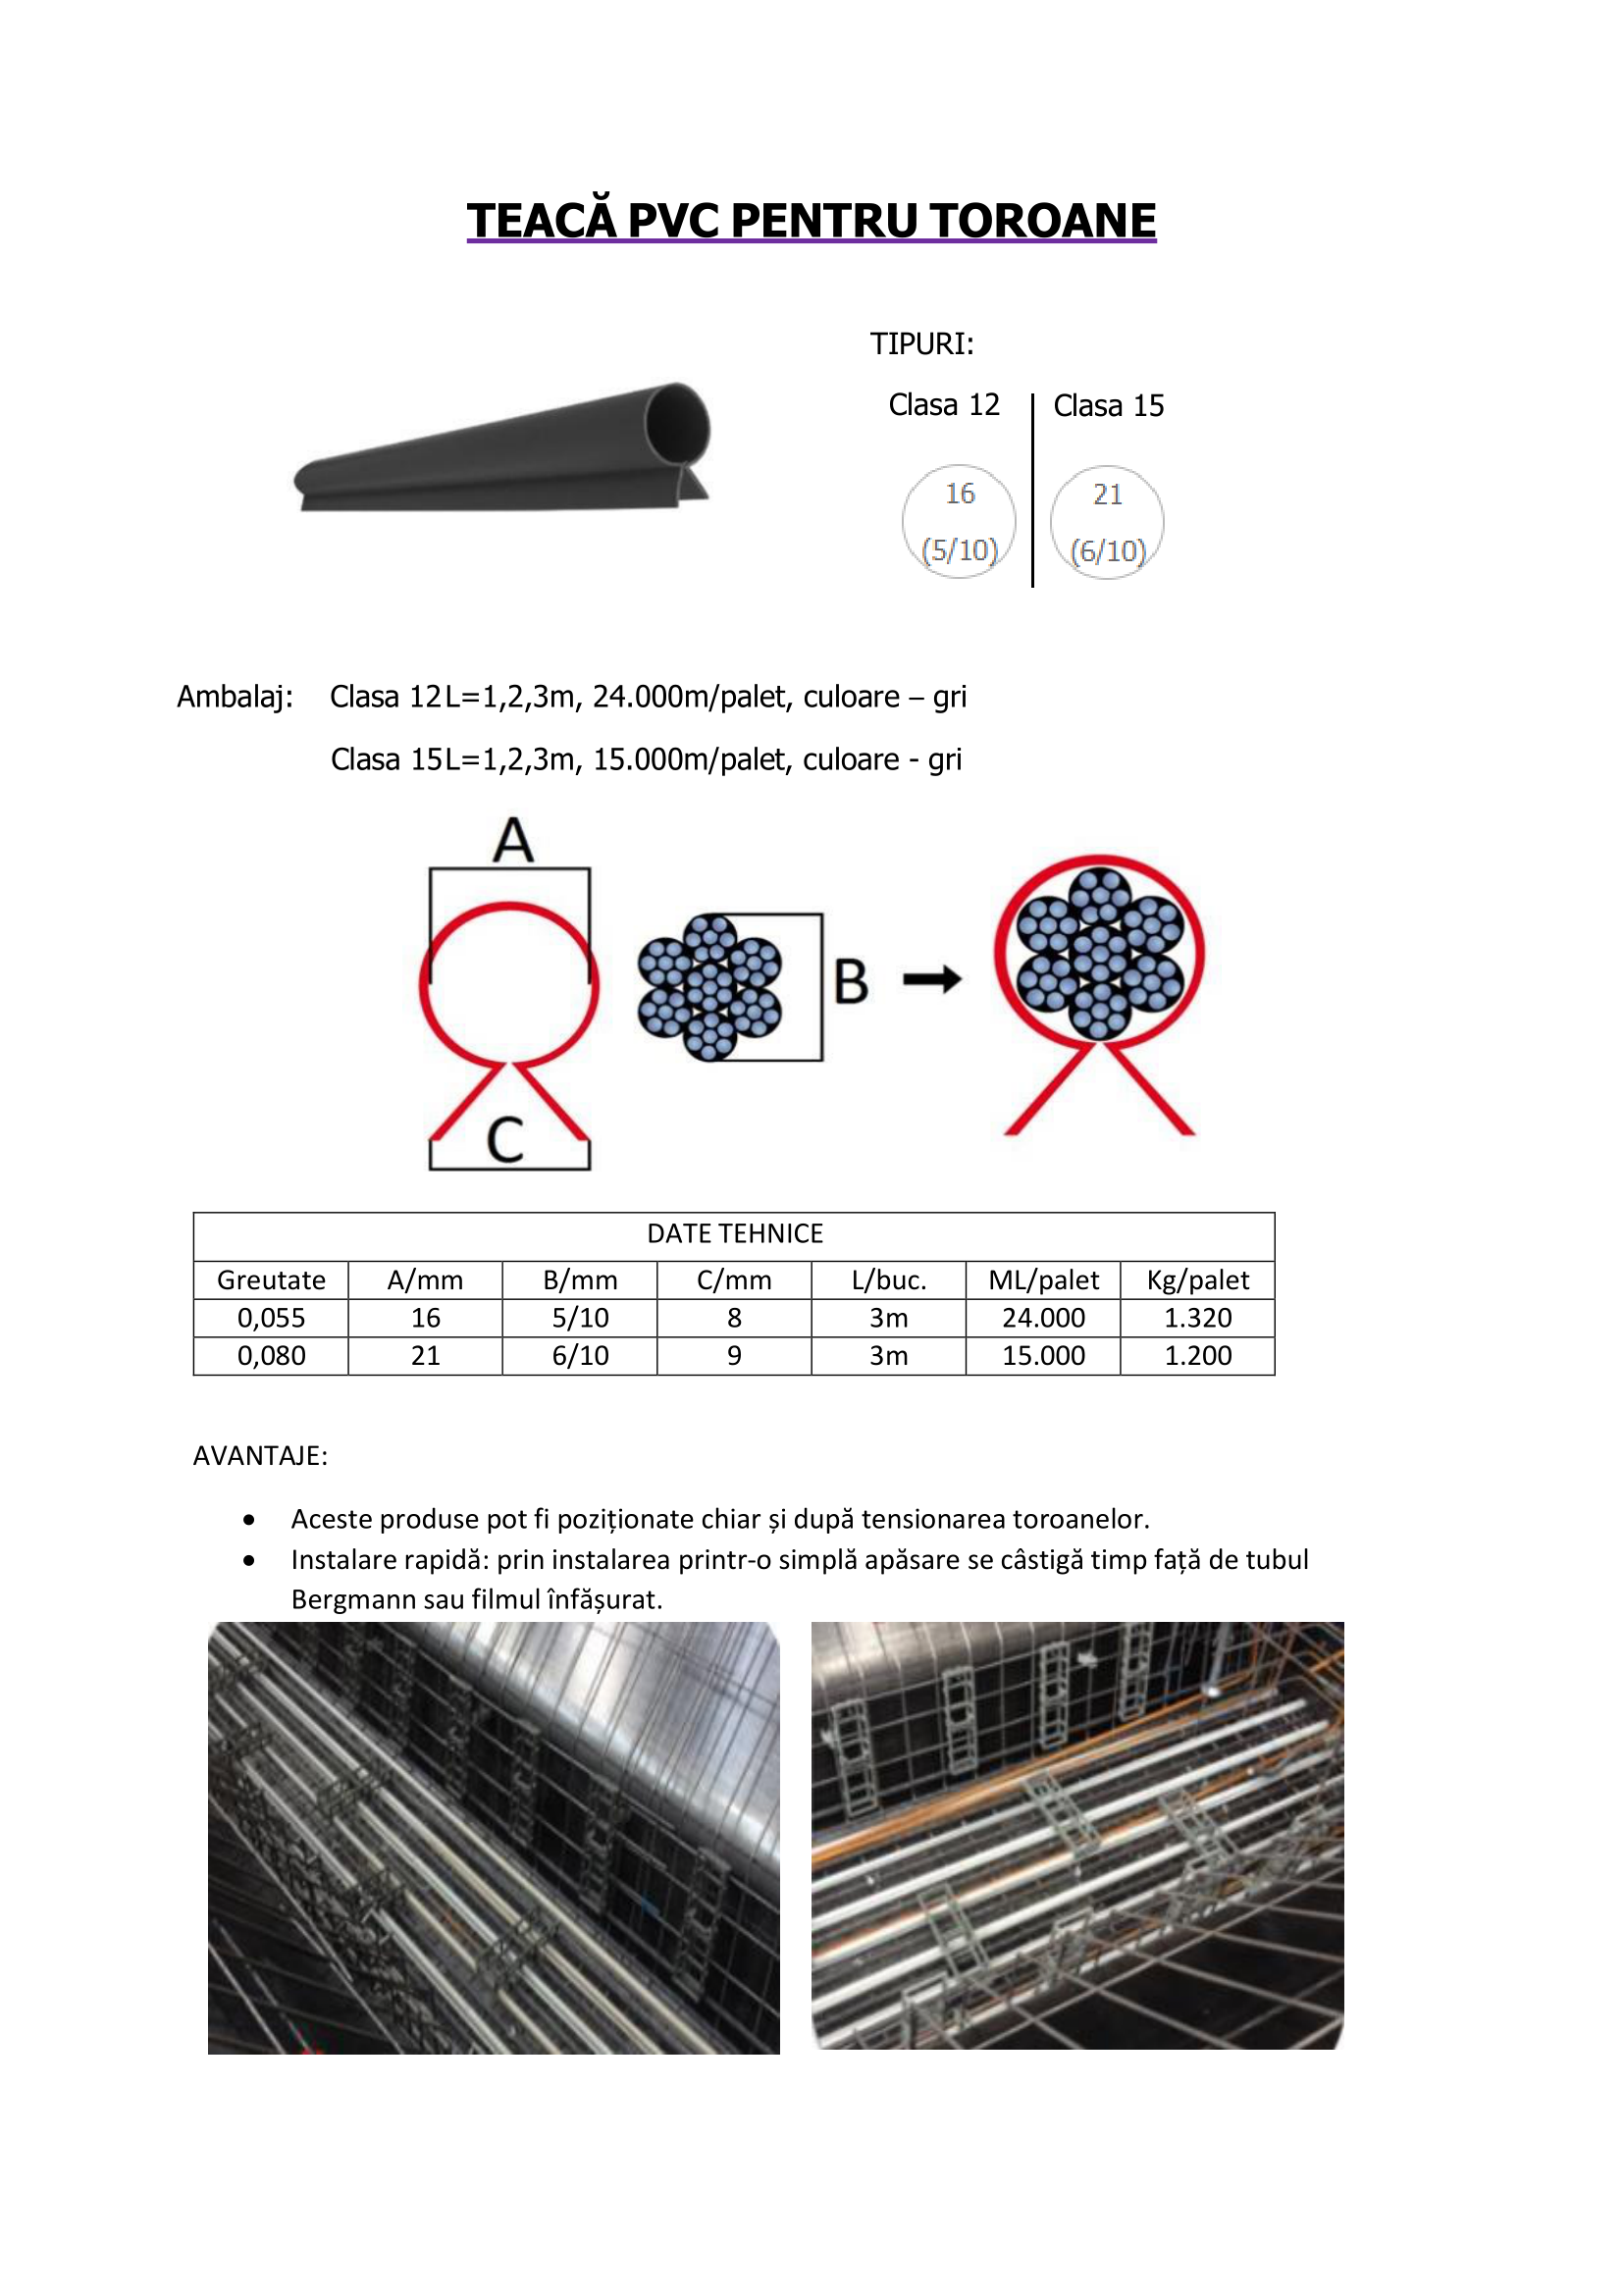 TEACĂ PVC PENTRU TOROANE
TIPURI:
Clasa 12
Clasa 15
16
(5/10)
21
(6/10)
Ambalaj: Clasa 12 L=1,2,3m, 24.000m/palet, culoare – gri
Clasa 15 L=1,2,3m, 15.000m/palet, culoare - gri
A
B
C
DATE TEHNICE
Greutate A/mm B/mm C/mm L/buc. ML/palet Kg/palet
0,055 16 5/10 8 3m 24.000 1.320
0,080 21 6/10 9 3m 15.000 1.200
AVANTAJE:
• Aceste produse pot fi poziționate chiar și după tensionarea toroanelor.
• Instalare rapidă: prin instalarea printr-o simplă apăsare se câstigă timp față de tubul
Bergmann sau filmul înfășurat.